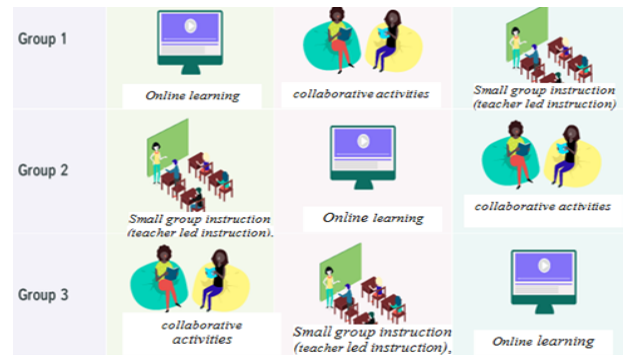 Group 1
Online learning
collaborative activities
Small group instruction
(teacher led instruction)
Group 2
Small group instruction
(teacher led instruction).
Online learning
collaborative activities
Group 3
collaborative
activities
Small group instruction
(teacher led instruction),
Online learning